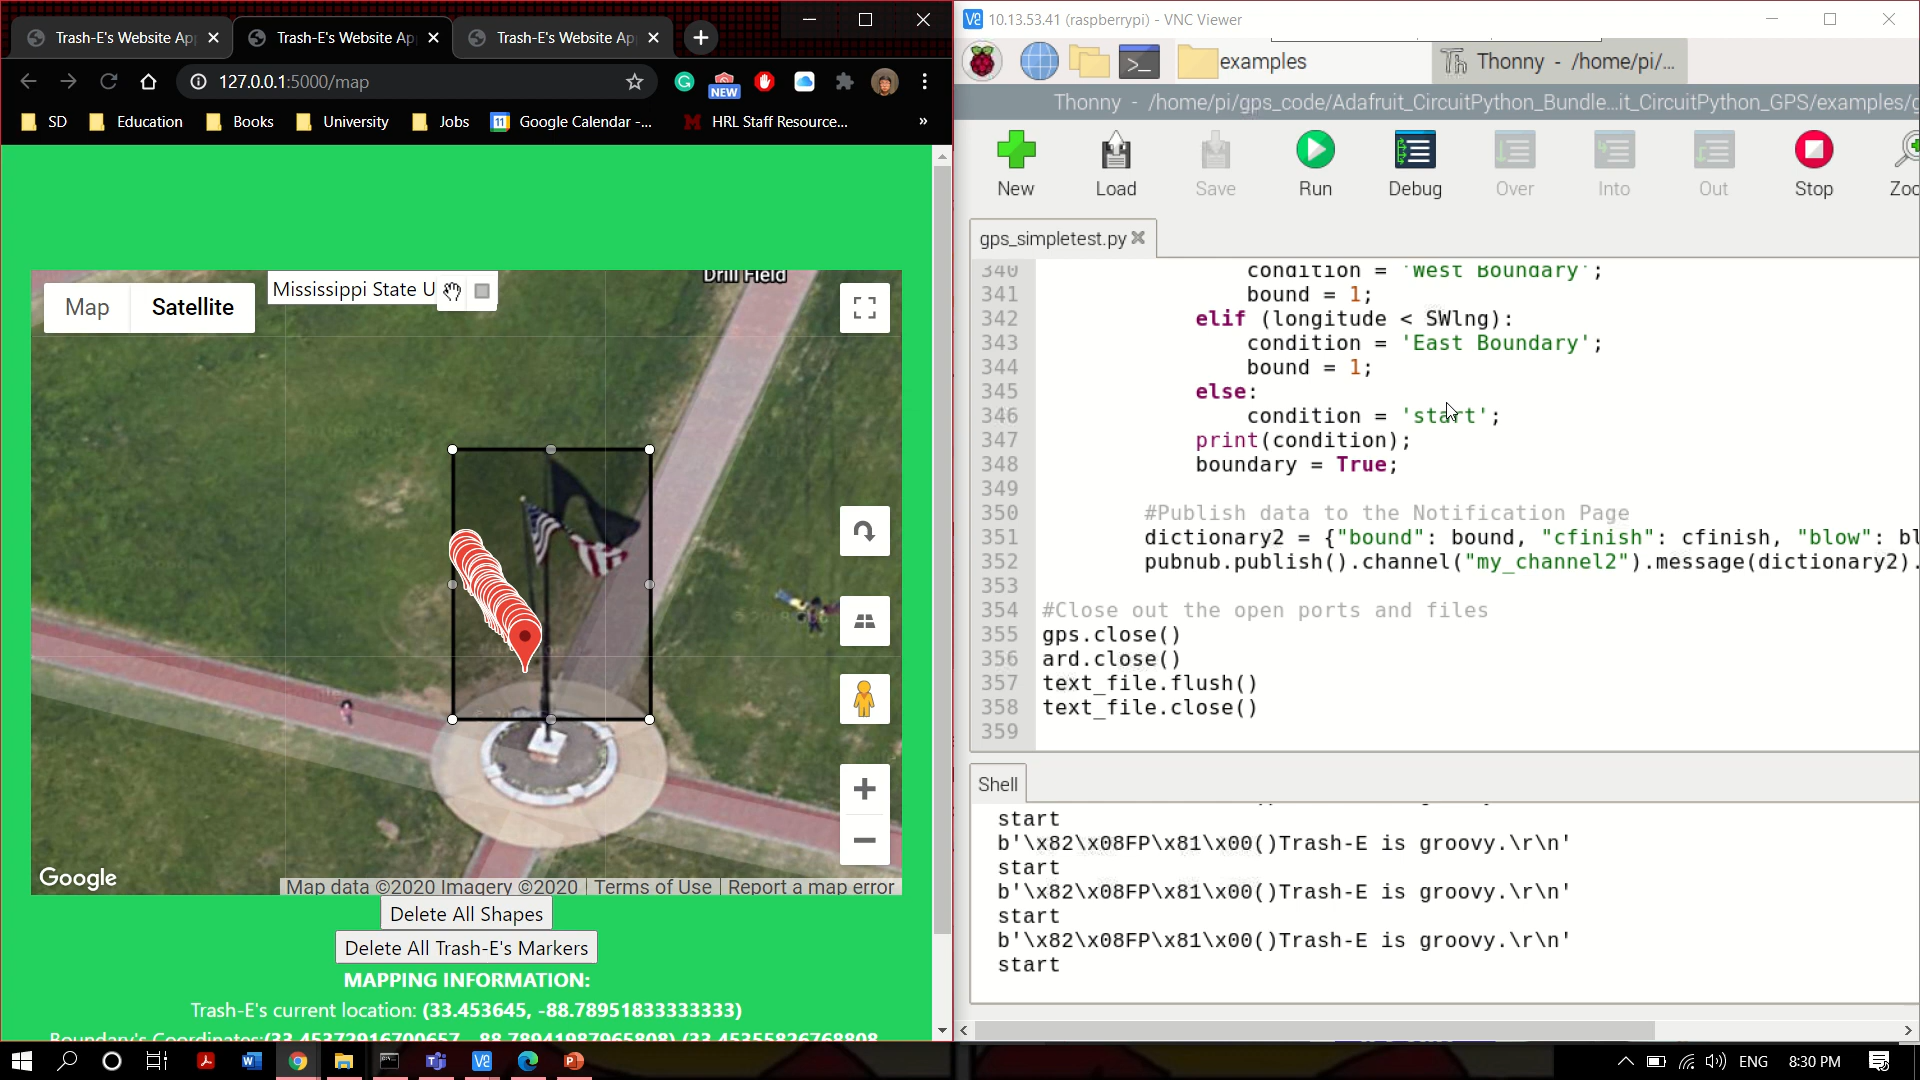 Trash-E's Website Ap
Trash-E's Website Ap
Trash-E's Website Ap
127.0.0.1:5000/map
NEW
SD
Education
Books
University
Jobs
Google Calendar -...
HRL Staff Resource...
»
Map
Satellite
Mississippi State U
Drill Field
Google
Map data ©2020 Imagery ©2020
Terms of Use
Report a map error
Delete All Shapes
Delete All Trash-E's Markers
MAPPING INFORMATION:
Trash-E's current location: (33.453645, -88.78951833333333)
Boundary's Coordinates:(33.45372916700657, -88.78941987965808) (33.45355826768808,
10.13.53.41 (raspberrypi) - VNC Viewer
examples
Thonny - /home/pi/...
Thonny - /home/pi/gps_code/Adafruit_CircuitPython_Bundle...it_CircuitPython_GPS/examples/g
New
Load
Save
Run
Debug
Over
Into
Out
Stop
Zoo
gps_simpletest.py
340 condition = 'West Boundary';
341 bound = 1;
342 elif (longitude < SWlng):
343 condition = 'East Boundary';
344 bound = 1;
345 else:
346 condition = 'start';
347 print(condition);
348 boundary = True;
349
350 #Publish data to the Notification Page
351 dictionary2 = {"bound": bound, "cfinish": cfinish, "blow": bl
352 pubnub.publish().channel("my_channel2").message(dictionary2).
353
354 #Close out the open ports and files
355 gps.close()
356 ard.close()
357 text_file.flush()
358 text_file.close()
359
Shell
start
b'\x82\x08FP\x81\x00()Trash-E is groovy.\r\n'
start
b'\x82\x08FP\x81\x00()Trash-E is groovy.\r\n'
start
b'\x82\x08FP\x81\x00()Trash-E is groovy.\r\n'
start
ENG
8:30 PM